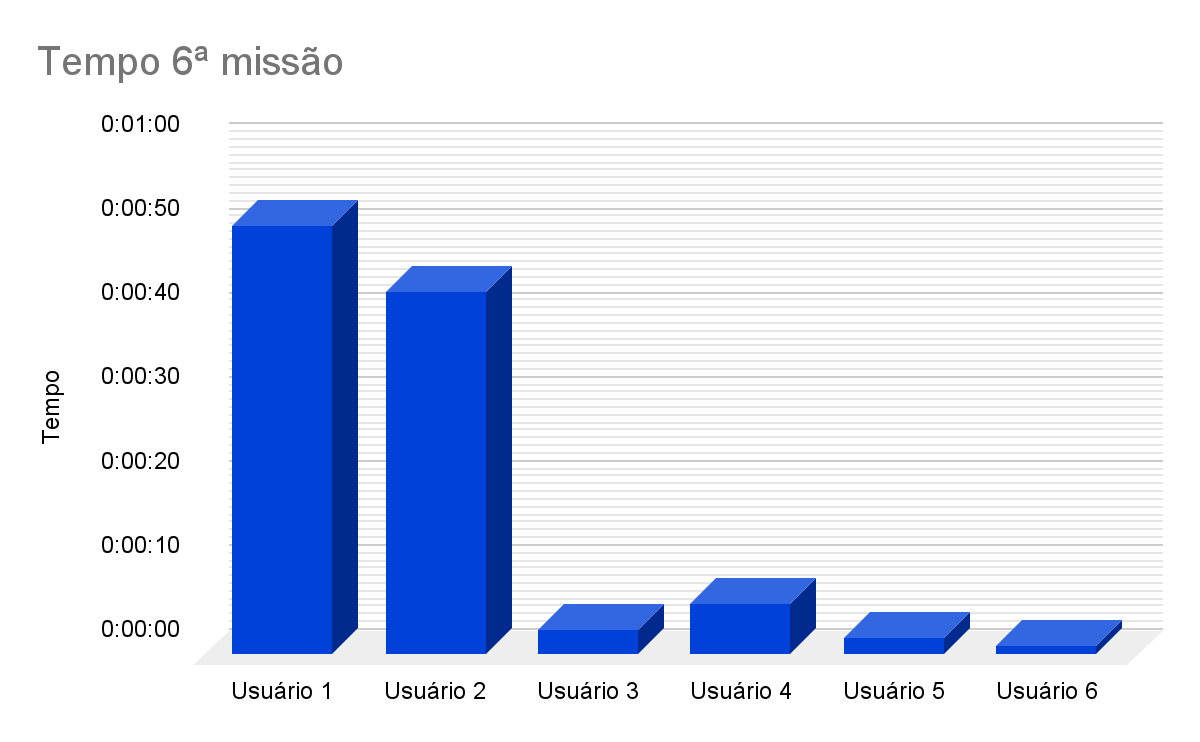 Tempo 6ª missão
0:01:00
0:00:50
0:00:40
0:00:30
0:00:20
0:00:10
0:00:00
Tempo
Usuário 1
Usuário 2
Usuário 3
Usuário 4
Usuário 5
Usuário 6